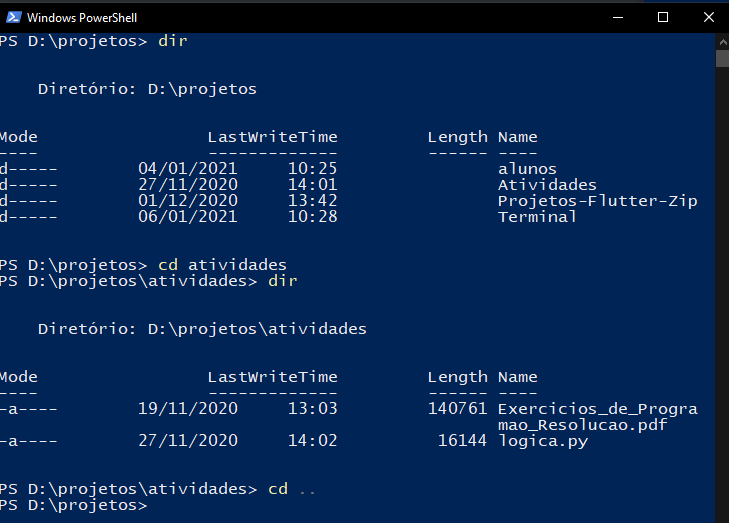 Windows PowerShell
PS D:\projetos> dir
Diretório: D:\projetos
Mode LastWriteTime Length Name
---- ------------- ------ ----
d----- 04/01/2021 10:25 alunos
d----- 27/11/2020 14:01 Atividades
d----- 01/12/2020 13:42 Projetos-Flutter-Zip
d----- 06/01/2021 10:28 Terminal
PS D:\projetos> cd atividades
PS D:\projetos\atividades> dir
Diretório: D:\projetos\atividades
Mode LastWriteTime Length Name
---- ------------- ------ ----
-a---- 19/11/2020 13:03 140761 Exercicios_de_Progra
mao_Resolucao.pdf
-a---- 27/11/2020 14:02 16144 logica.py
PS D:\projetos\atividades> cd ..
PS D:\projetos>